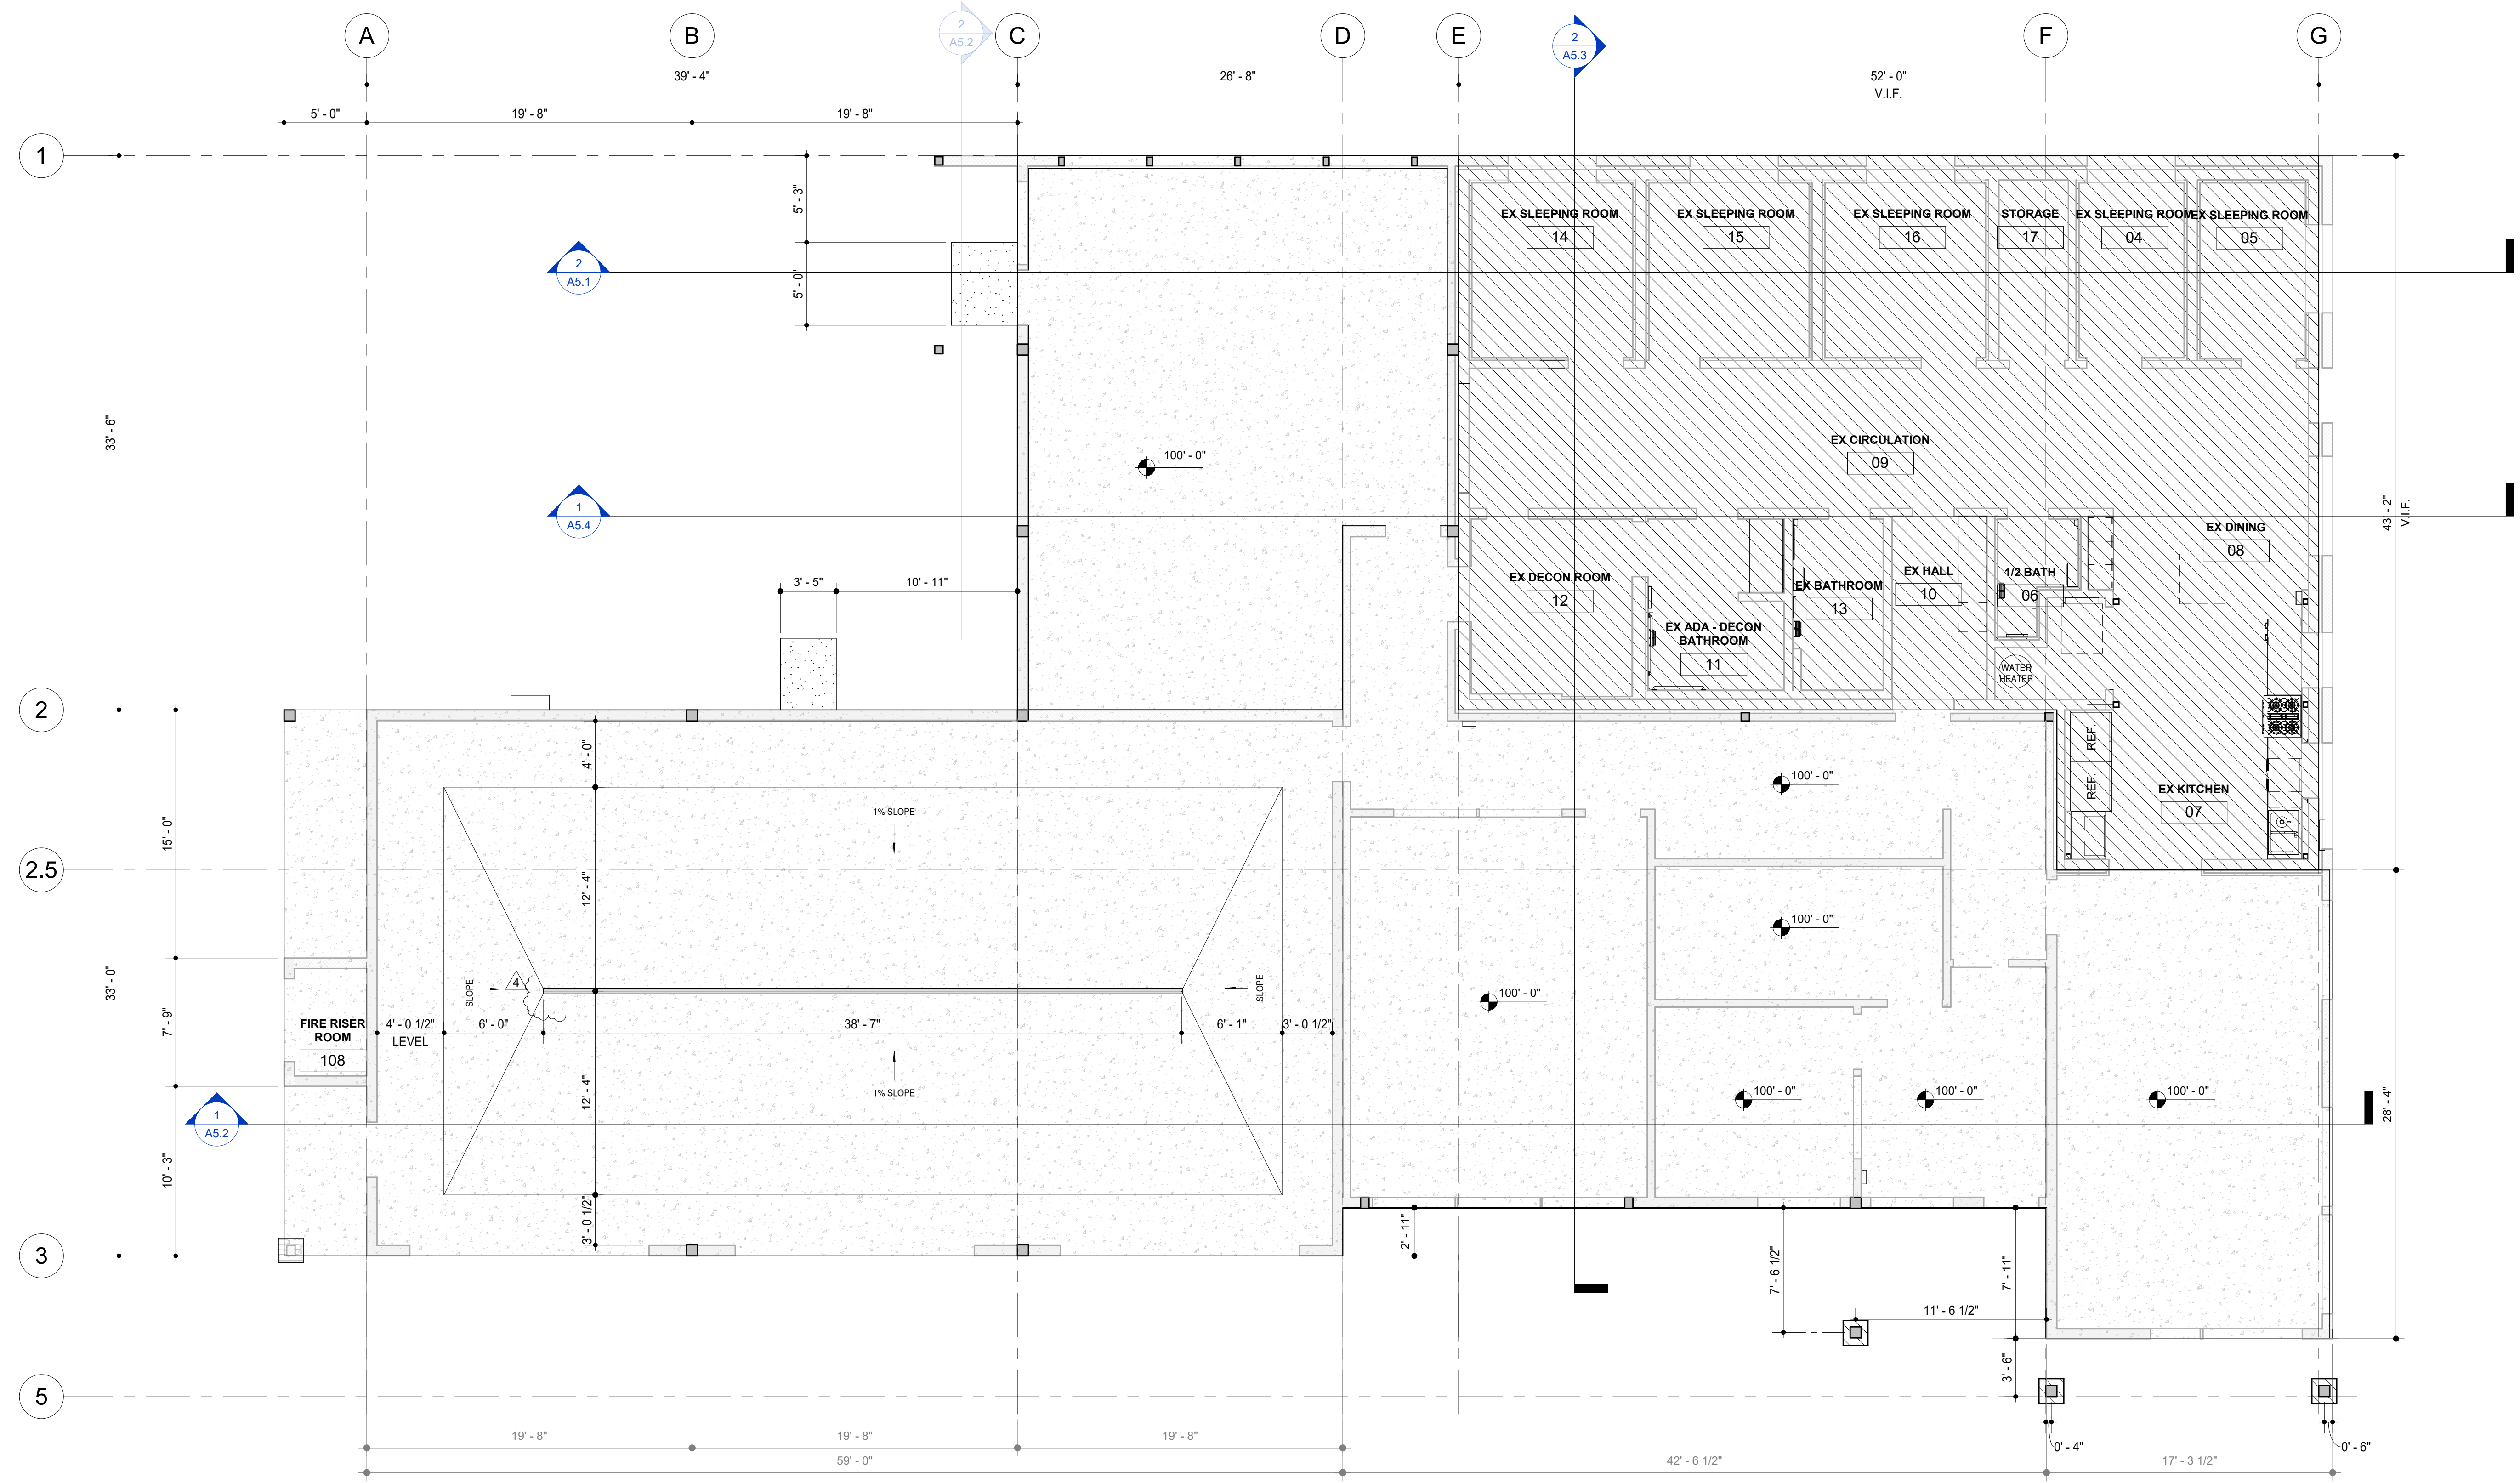 A
B
2
A5.2
C
D
E
2
A5.3
F
G
39' - 4"
26' - 8"
52' - 0"
V.I.F.
5' - 0"
19' - 8"
19' - 8"
1
5' - 3"
EX SLEEPING ROOM
14
EX SLEEPING ROOM
15
EX SLEEPING ROOM
16
STORAGE
17
EX SLEEPING ROOM
04
EX SLEEPING ROOM
05
2
A5.1
5' - 0"
33' - 6"
EX CIRCULATION
09
100' - 0"
1
A5.4
43' - 2"
V.I.F.
EX DINING
08
3' - 5"
10' - 11"
EX DECON ROOM
12
EX ADA - DECON
BATHROOM
11
EX BATHROOM
13
EX HALL
10
1/2 BATH
06
WATER
HEATER
2
4' - 0"
REF.
REF.
EX KITCHEN
07
100' - 0"
1% SLOPE
15' - 0"
2.5
12' - 4"
100' - 0"
33' - 0"
SLOPE
4
SLOPE
100' - 0"
7' - 9"
FIRE RISER
ROOM
108
4' - 0 1/2"
LEVEL
6' - 0"
38' - 7"
6' - 1"
3' - 0 1/2"
12' - 4"
1% SLOPE
100' - 0"
100' - 0"
100' - 0"
28' - 4"
1
A5.2
10' - 3"
3' - 0 1/2"
2' - 11"
3
7' - 6 1/2"
7' - 11"
11' - 6 1/2"
3' - 6"
5
19' - 8"
19' - 8"
19' - 8"
0' - 4"
0' - 6"
59' - 0"
42' - 6 1/2"
17' - 3 1/2"